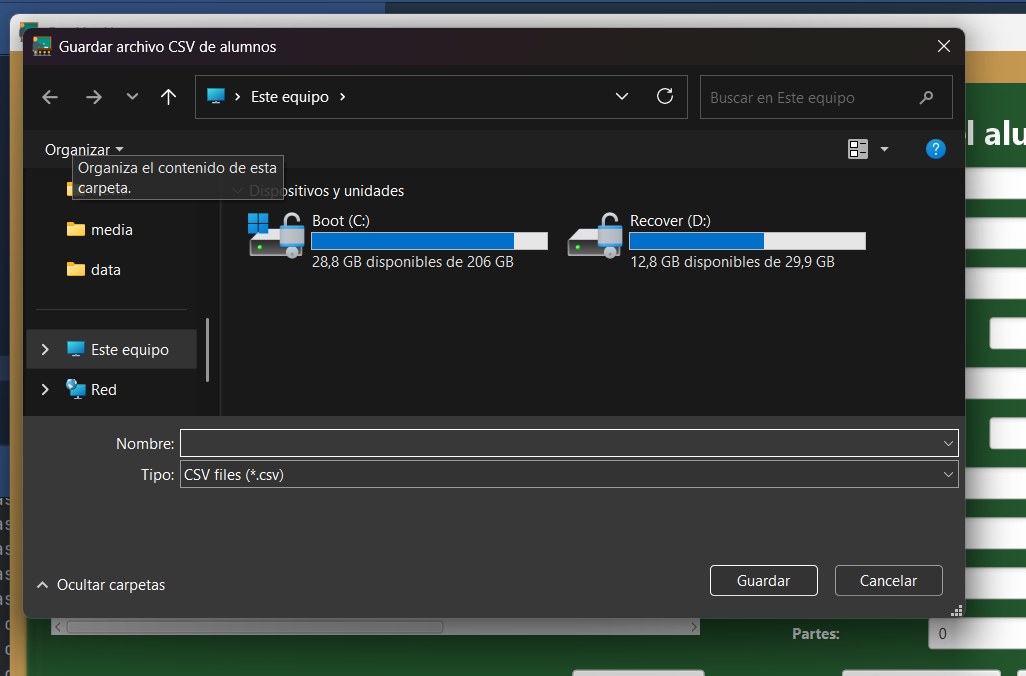 Guardar archivo CSV de alumnos
Este equipo
Buscar en Este equipo
el alu
Organizar
Organiza el contenido de esta
carpeta.
Dispositivos y unidades
media
data
Boot (C:)
28,8 GB disponibles de 206 GB
Recover (D:)
12,8 GB disponibles de 29,9 GB
Este equipo
Red
Nombre:
Tipo: CSV files (*.csv)
Ocultar carpetas
Guardar
Cancelar
Partes: 0